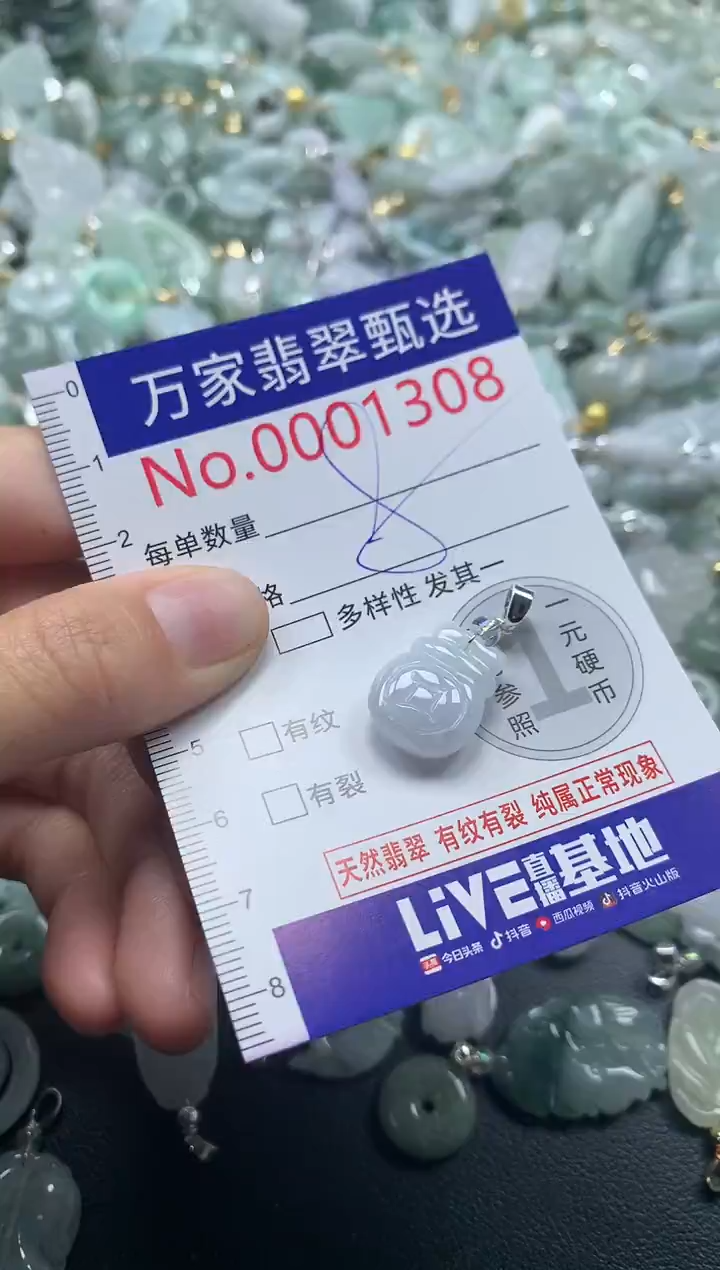 万家翡翠甄选
No.0001308
每单数量
8
格
多样性 发其一
一元硬币
1
参照
有纹
有裂
天然翡翠 有纹有裂 纯属正常现象
LiVE直播基地
头条 今日头条 抖音 西瓜视频 抖音火山版
0
1
2
5
6
7
8